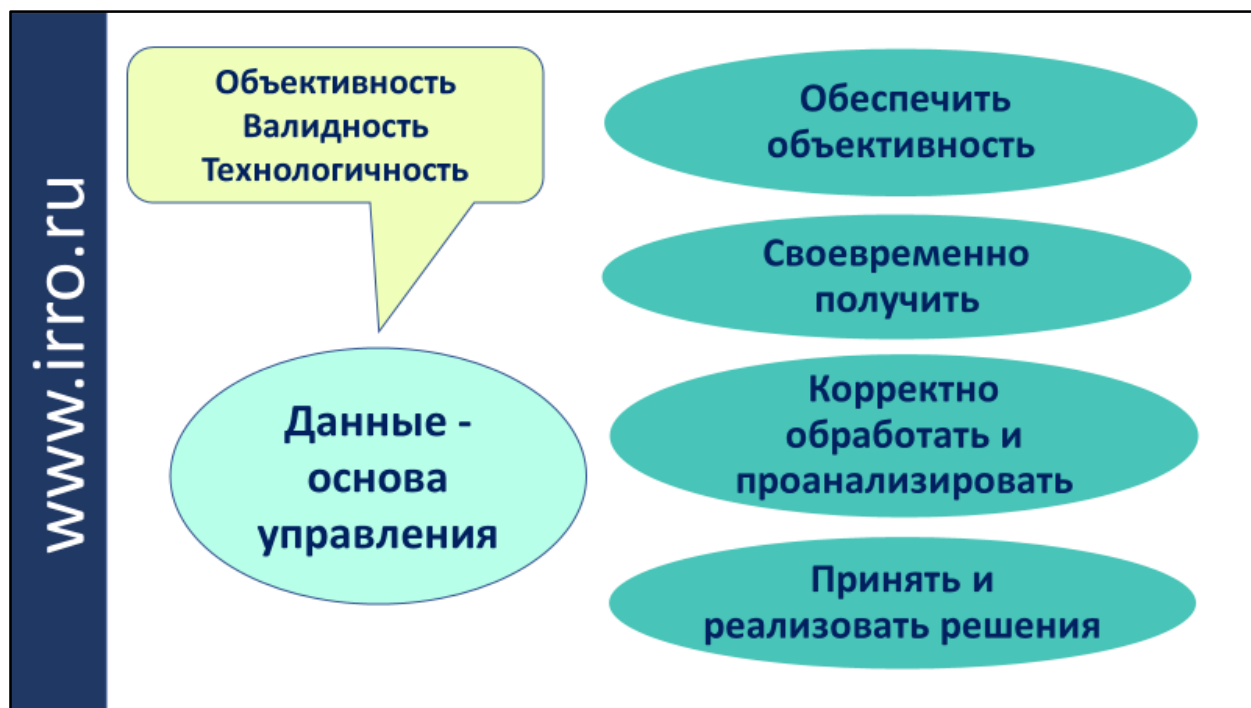 www.irro.ru
Объективность
Валидность
Технологичность
Данные -
основа
управления
Обеспечить
объективность
Своевременно
получить
Корректно
обработать и
проанализировать
Принять и
реализовать решения